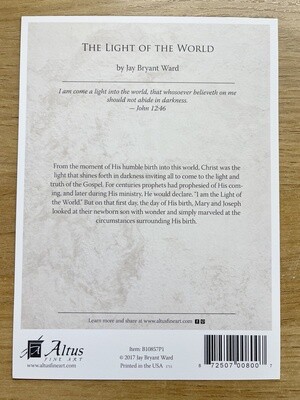 THE LIGHT OF THE WORLD
by Jay Bryant Ward
I am come a light into the world, that whosoever believeth on me
should not abide in darkness.
— John 12:46
From the moment of His humble birth into this world, Christ was the
light that shines forth in darkness inviting all to come to the light and
truth of the Gospel. For centuries prophets had prophesied of His com-
ing, and later during His ministry, He would declare. "I am the Light of
the World." But on that first, the day of His birth, Mary and Joseph
looked at their newborn son with wonder and simply marveled at the
circumstances surrounding His birth.
Learn more and share at www.altusfineart.com
Altus
FINE ART
www.altusfineart.com
Item: B10857P1
© 2017 Jay Bryant Ward
Printed in the USA
72507 00800